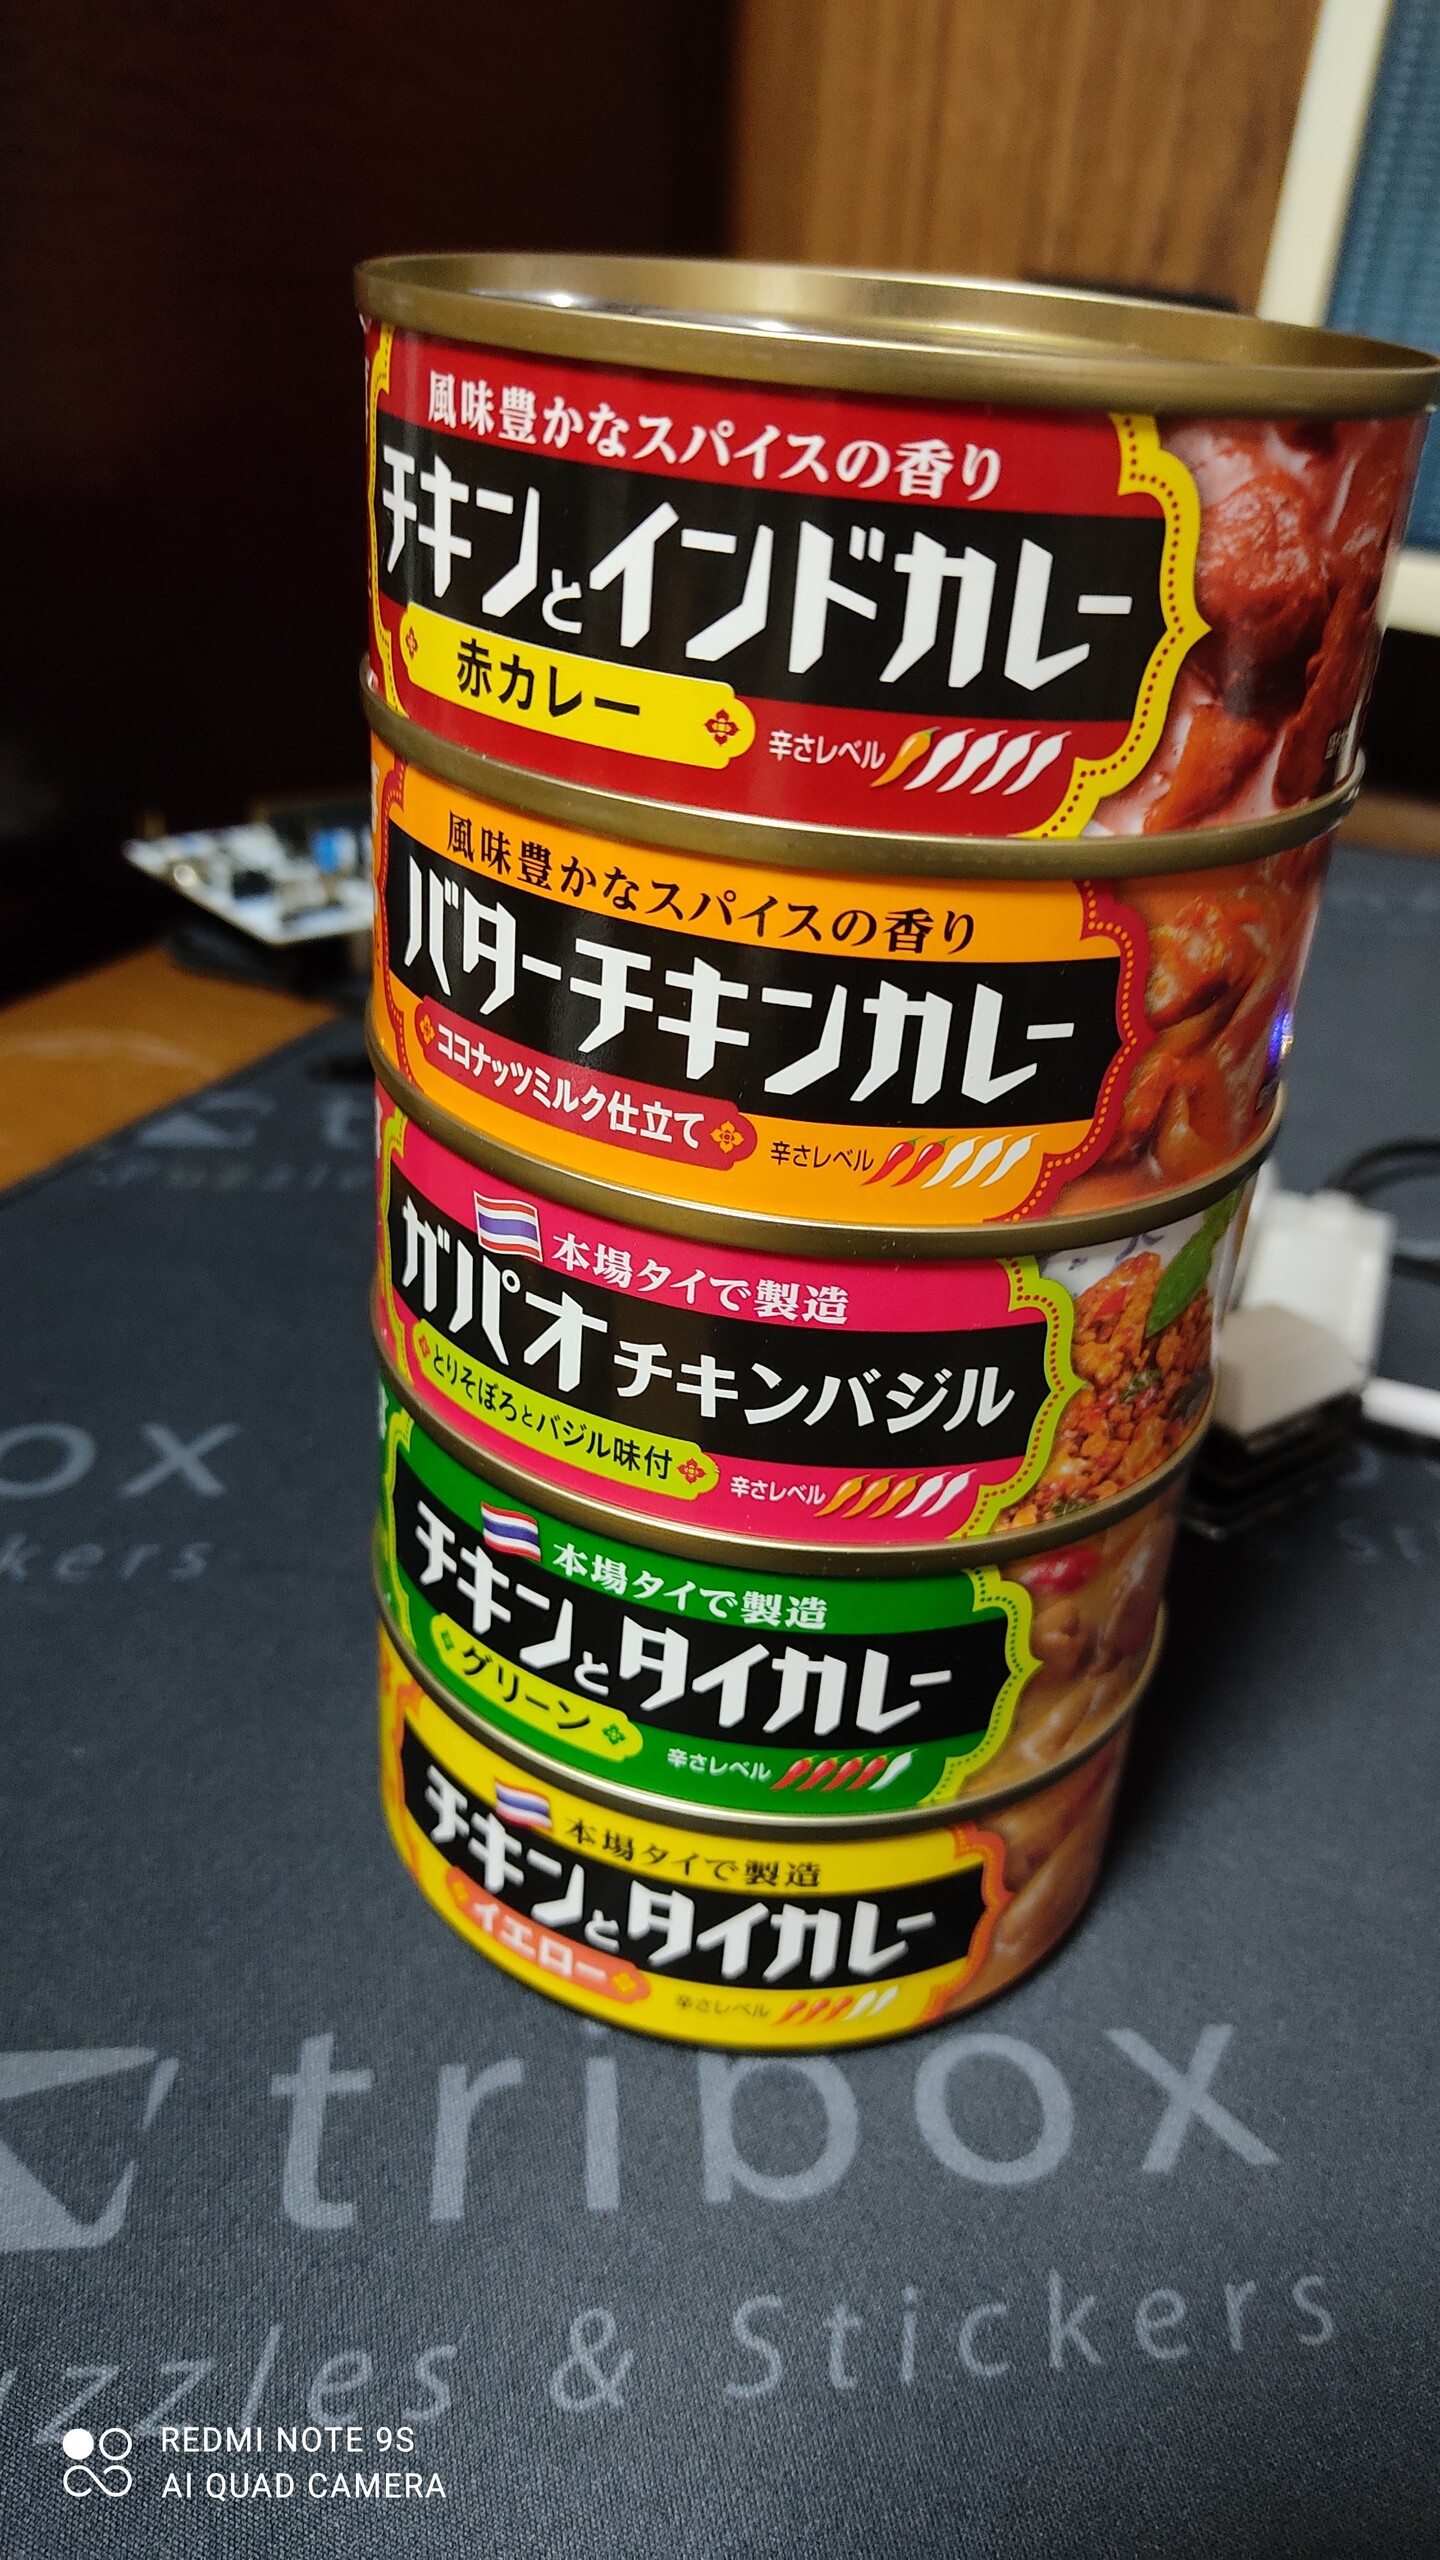 風味豊かなスパイスの香り
チキンとインドカレー
赤カレー
辛さレベル
風味豊かなスパイスの香り
バターチキンカレー
ココナッツミルク仕立て
辛さレベル
本場タイで製造
ガパオ チキンバジル
とりそぼろとバジル味付
辛さレベル
本場タイで製造
チキンとタイカレー
グリーン
辛さレベル
本場タイで製造
チキンとタイカレー
イエロー
辛さレベル
tribox
& Stickers
REDMI NOTE 9S
AI QUAD CAMERA